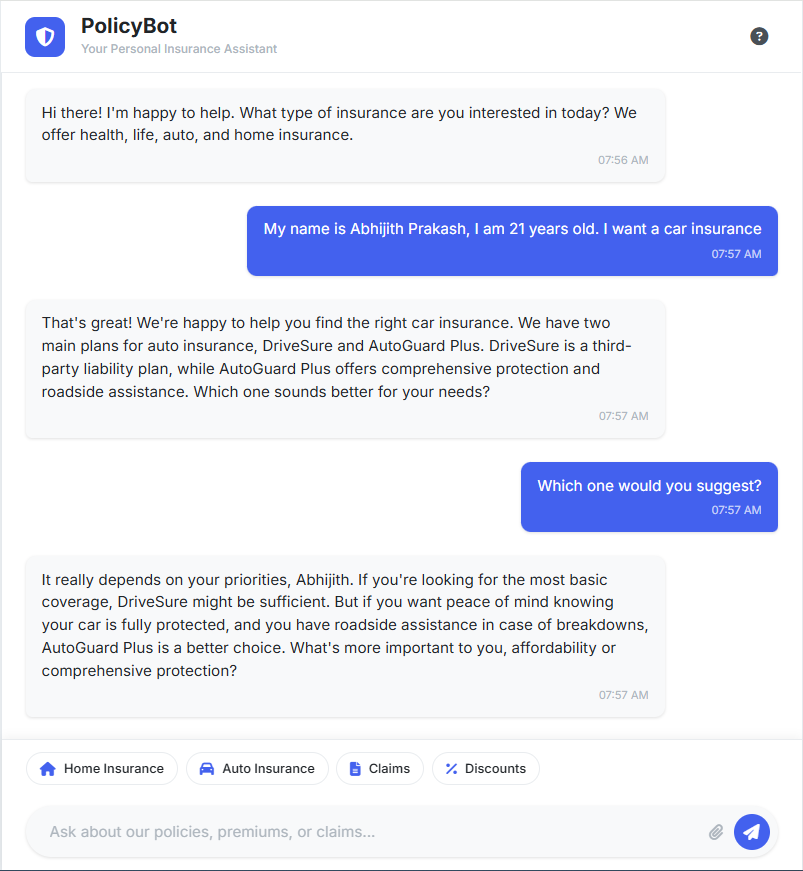 PolicyBot
Your Personal Insurance Assistant
?
Hi there! I'm happy to help. What type of insurance are you interested in today? We
offer health, life, auto, and home insurance.
07:56 AM
My name is Abhijith Prakash, I am 21 years old. I want a car insurance
07:57 AM
That's great! We're happy to help you find the right car insurance. We have two
main plans for auto insurance, DriveSure and AutoGuard Plus. DriveSure is a third-
party liability plan, while AutoGuard Plus offers comprehensive protection and
roadside assistance. Which one sounds better for your needs?
07:57 AM
Which one would you suggest?
07:57 AM
It really depends on your priorities, Abhijith. If you're looking for the most basic
coverage, DriveSure might be sufficient. But if you want peace of mind knowing
your car is fully protected, and you have roadside assistance in case of breakdowns,
AutoGuard Plus is a better choice. What's more important to you, affordability or
comprehensive protection?
07:57 AM
Home Insurance
Auto Insurance
Claims
Discounts
Ask about our policies, premiums, or claims...